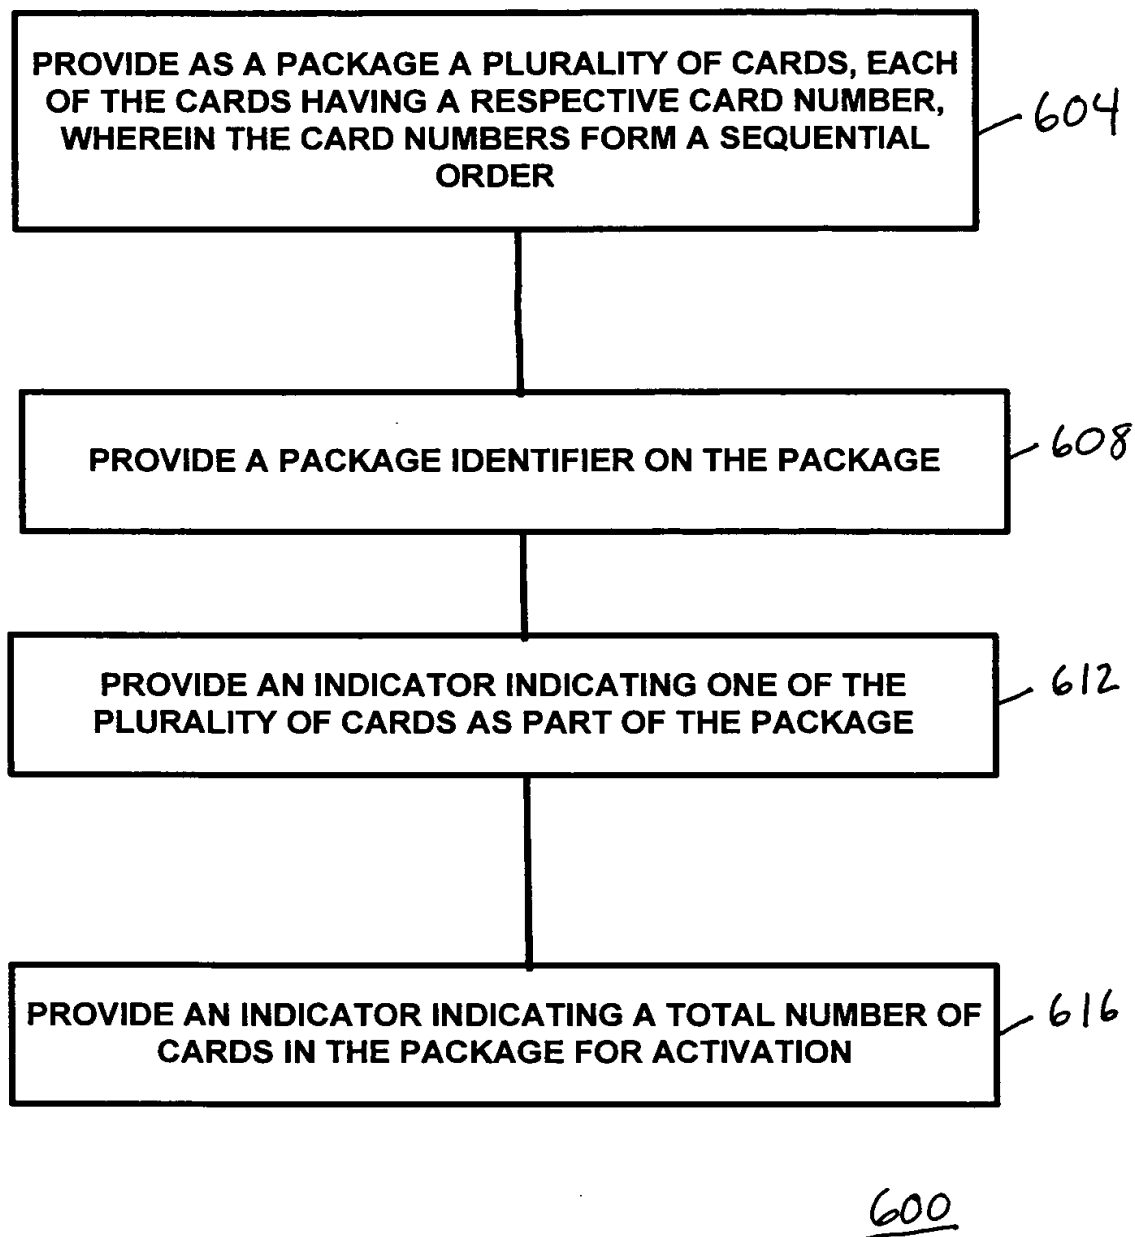 PROVIDE AS A PACKAGE A PLURALITY OF CARDS, EACH
OF THE CARDS HAVING A RESPECTIVE CARD NUMBER,
WHEREIN THE CARD NUMBERS FORM A SEQUENTIAL
ORDER
604
PROVIDE A PACKAGE IDENTIFIER ON THE PACKAGE
608
PROVIDE AN INDICATOR INDICATING ONE OF THE
PLURALITY OF CARDS AS PART OF THE PACKAGE
612
PROVIDE AN INDICATOR INDICATING A TOTAL NUMBER OF
CARDS IN THE PACKAGE FOR ACTIVATION
616
600